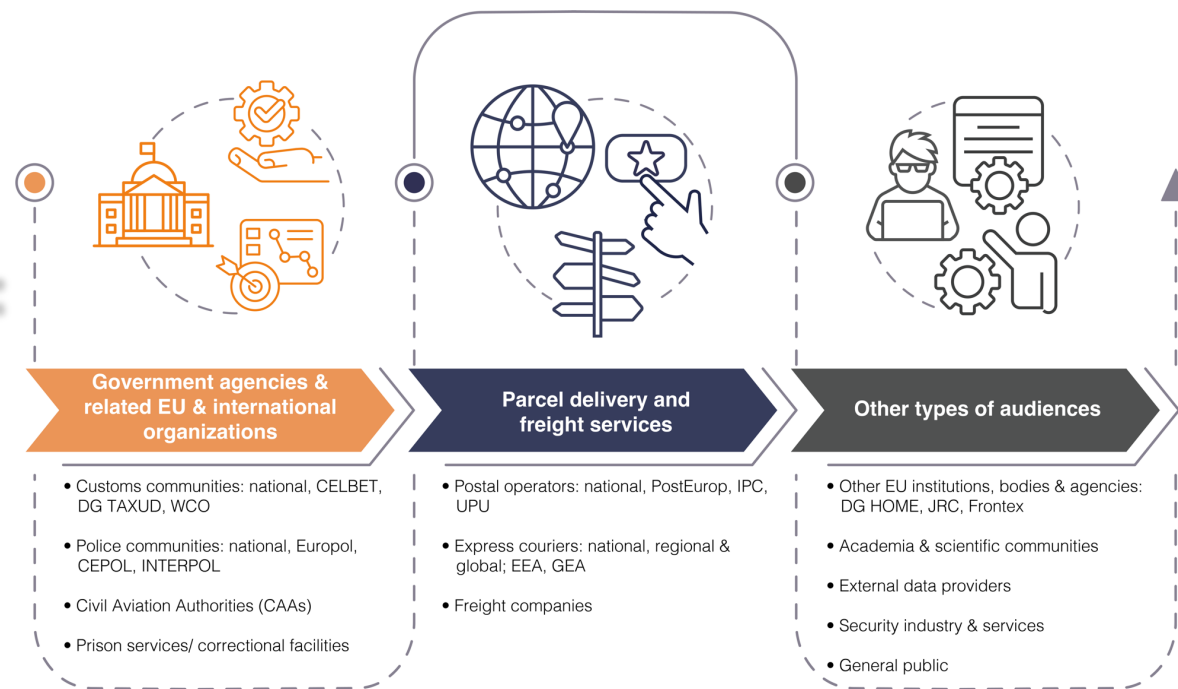 Government agencies &
related EU & international
organizations
• Customs communities: national, CELBET,
DG TAXUD, WCO
• Police communities: national, Europol,
CEPOL, INTERPOL
• Civil Aviation Authorities (CAAs)
• Prison services/ correctional facilities
Parcel delivery and
freight services
• Postal operators: national, PostEurop, IPC,
UPU
• Express couriers: national, regional &
global; EEA, GEA
• Freight companies
Other types of audiences
• Other EU institutions, bodies & agencies:
DG HOME, JRC, Frontex
• Academia & scientific communities
• External data providers
• Security industry & services
• General public